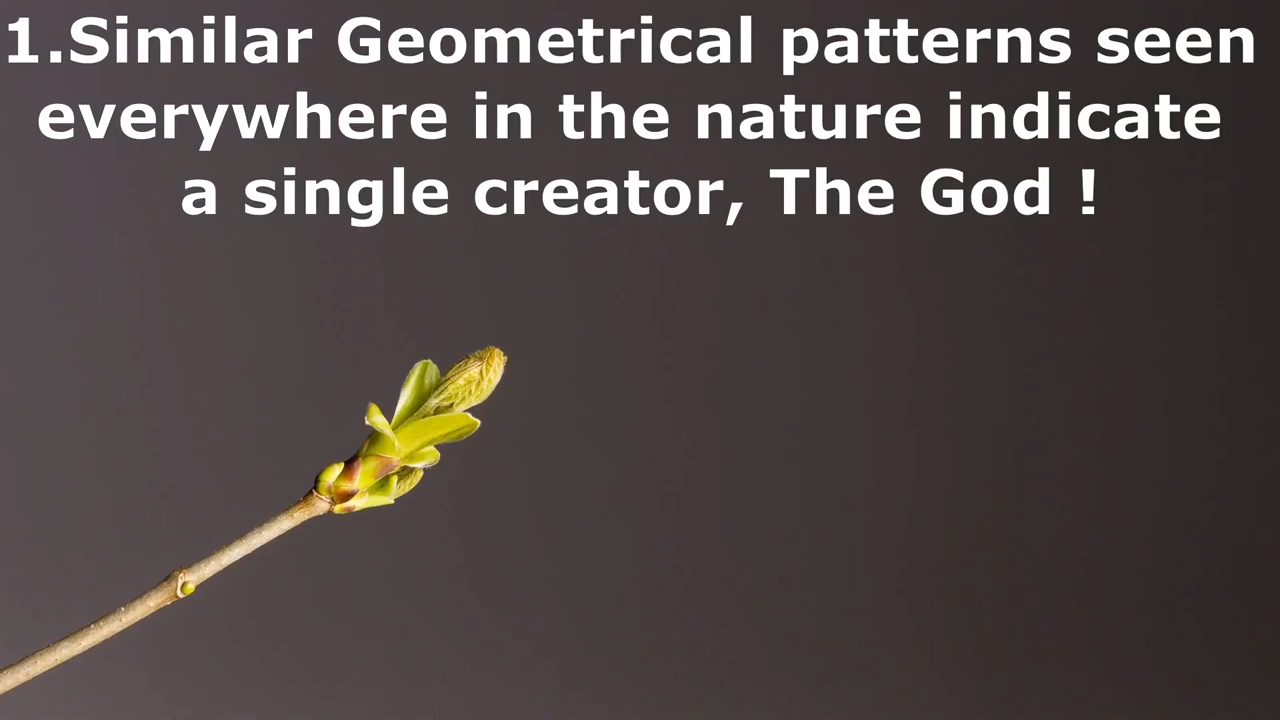 1.Similar Geometrical patterns seen
everywhere in the nature indicate
a single creator, The God !